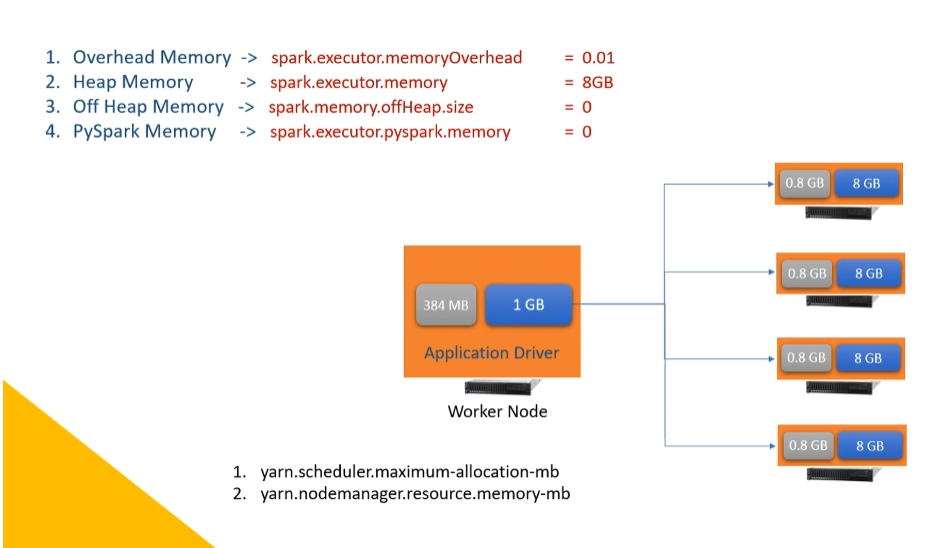 1. Overhead Memory -> spark.executor.memoryOverhead = 0.01
2. Heap Memory -> spark.executor.memory = 8GB
3. Off Heap Memory -> spark.memory.offHeap.size = 0
4. PySpark Memory -> spark.executor.pyspark.memory = 0
0.8 GB 8 GB
0.8 GB 8 GB
384 MB 1 GB
Application Driver
0.8 GB 8 GB
Worker Node
0.8 GB 8 GB
1. yarn.scheduler.maximum-allocation-mb
2. yarn.nodemanager.resource.memory-mb